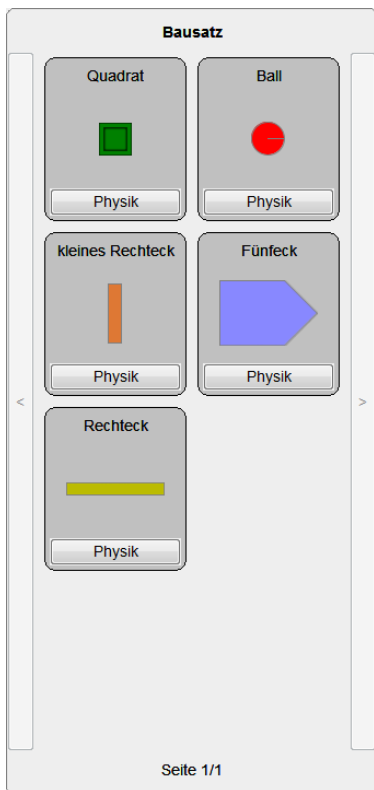 Bausatz
Quadrat
Ball
Physik
Physik
kleines Rechteck
Fünfeck
Physik
Physik
<
>
Rechteck
Physik
Seite 1/1